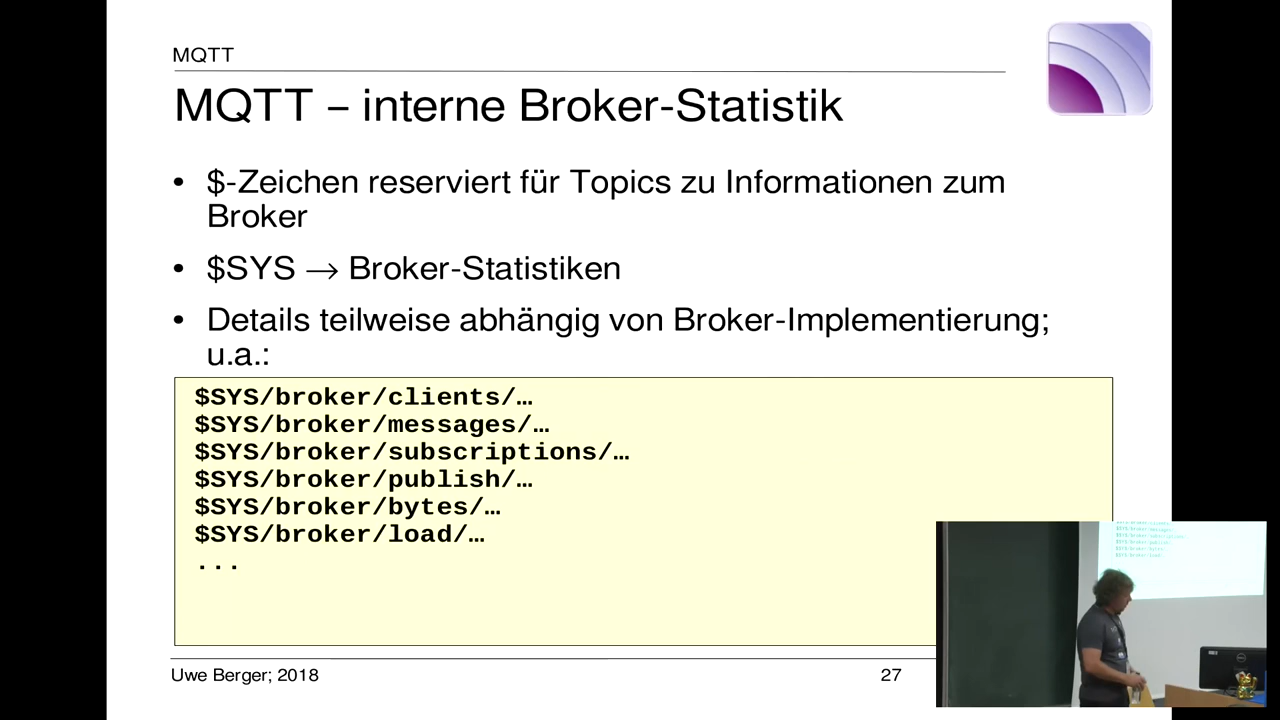 MQTT
MQTT – interne Broker-Statistik
• $-Zeichen reserviert für Topics zu Informationen zum
Broker
• $SYS → Broker-Statistiken
• Details teilweise abhängig von Broker-Implementierung;
u.a.:
$SYS/broker/clients/…
$SYS/broker/messages/…
$SYS/broker/subscriptions/…
$SYS/broker/publish/…
$SYS/broker/bytes/…
$SYS/broker/load/…
...
Uwe Berger; 2018
27